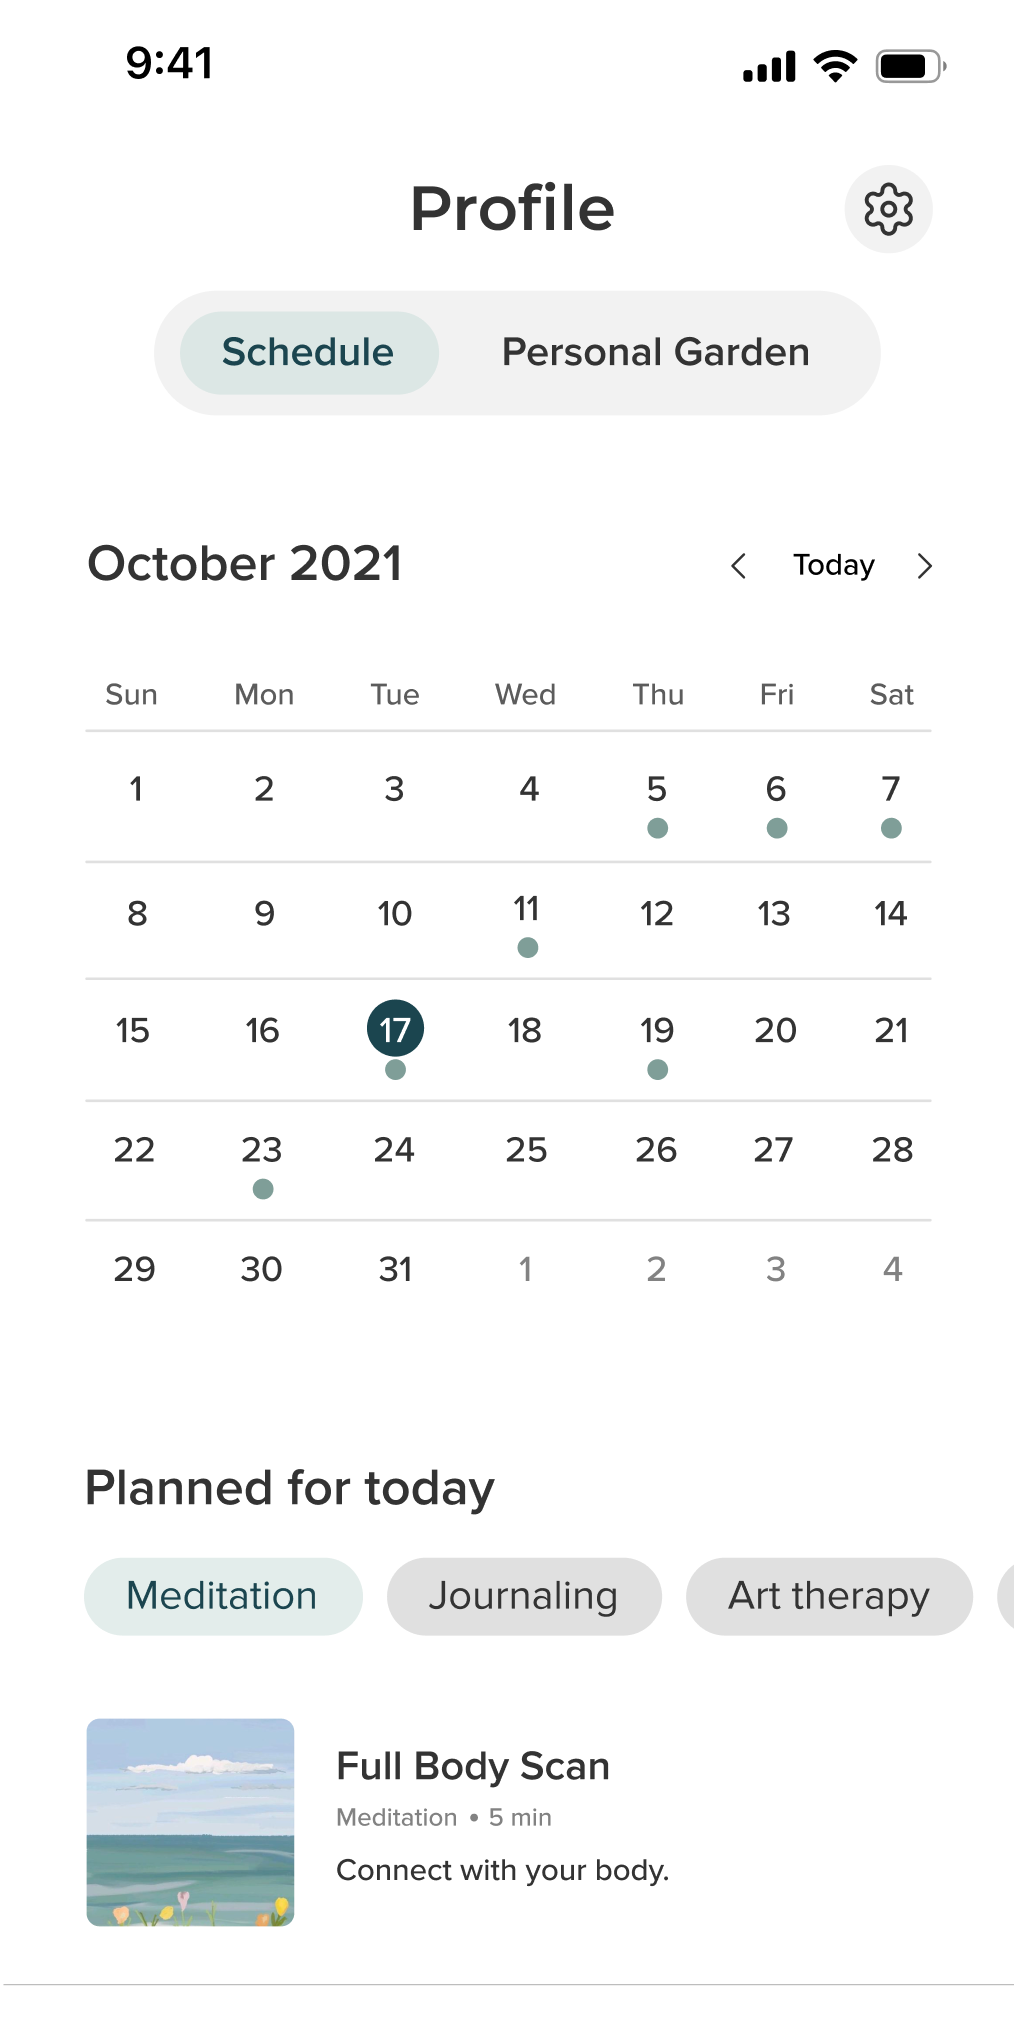 9:41
Profile
Schedule Personal Garden
October 2021 Today
Sun Mon Tue Wed Thu Fri Sat
1 2 3 4 5 6 7
8 9 10 11 12 13 14
15 16 17 18 19 20 21
22 23 24 25 26 27 28
29 30 31 1 2 3 4
Planned for today
Meditation Journaling Art therapy
Full Body Scan
Meditation • 5 min
Connect with your body.